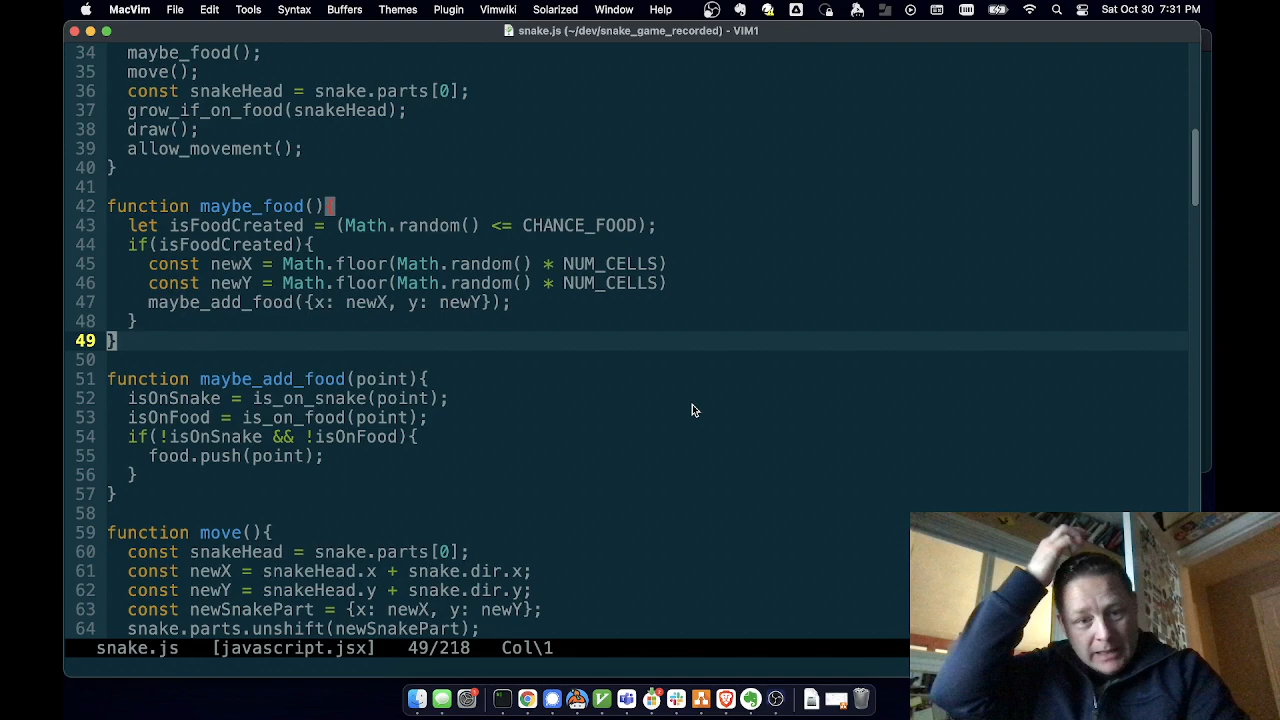 MacVim File Edit Tools Syntax Buffers Themes Plugin Vimwiki Solarized Window Help Sat Oct 30 7:31 PM
snake.js (~/dev/snake_game_recorded) - VIM1
34 maybe_food();
35 move();
36 const snakeHead = snake.parts[0];
37 grow_if_on_food(snakeHead);
38 draw();
39 allow_movement();
40 }
41
42 function maybe_food(){
43 let isFoodCreated = (Math.random() <= CHANCE_FOOD);
44 if(isFoodCreated){
45 const newX = Math.floor(Math.random() * NUM_CELLS)
46 const newY = Math.floor(Math.random() * NUM_CELLS)
47 maybe_add_food({x: newX, y: newY});
48 }
49 }
50
51 function maybe_add_food(point){
52 isOnSnake = is_on_snake(point);
53 isOnFood = is_on_food(point);
54 if(!isOnSnake && !isOnFood){
55 food.push(point);
56 }
57 }
58
59 function move(){
60 const snakeHead = snake.parts[0];
61 const newX = snakeHead.x + snake.dir.x;
62 const newY = snakeHead.y + snake.dir.y;
63 const newSnakePart = {x: newX, y: newY};
64 snake.parts.unshift(newSnakePart);
snake.js [javascript.jsx] 49/218 Col\1